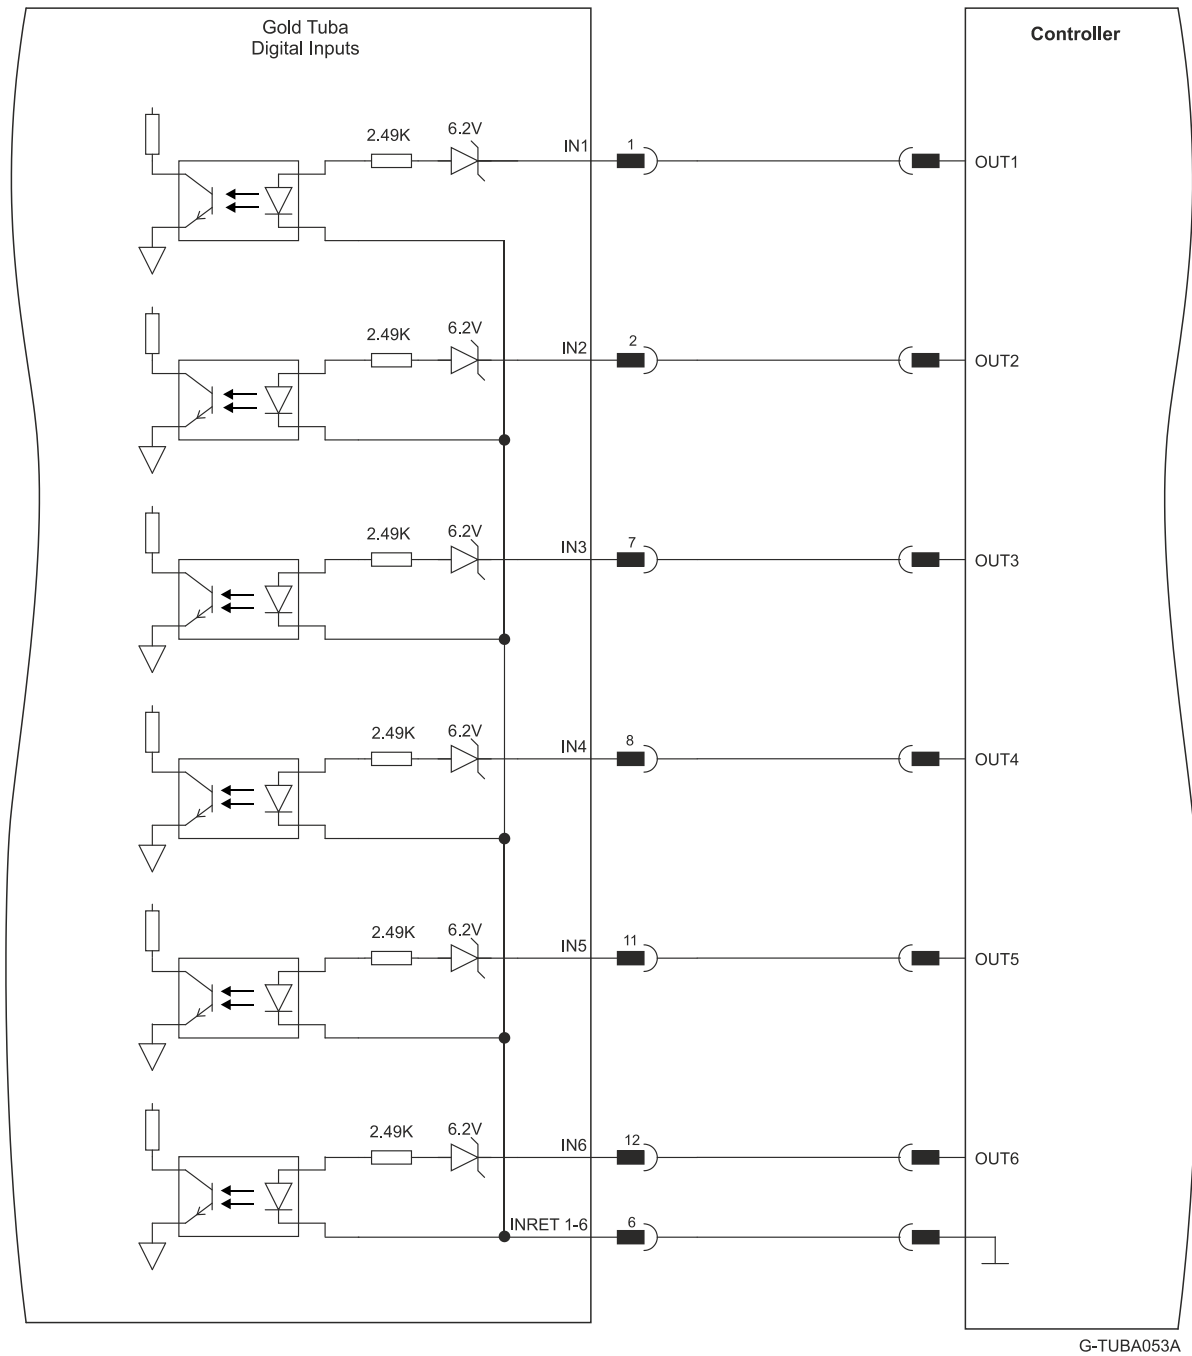 Gold Tuba
Digital Inputs
Controller
2.49K
6.2V
IN1
1
OUT1
2.49K
6.2V
IN2
2
OUT2
2.49K
6.2V
IN3
7
OUT3
2.49K
6.2V
IN4
8
OUT4
2.49K
6.2V
IN5
11
OUT5
2.49K
6.2V
IN6
12
OUT6
INRET 1-6
6
G-TUBA053A